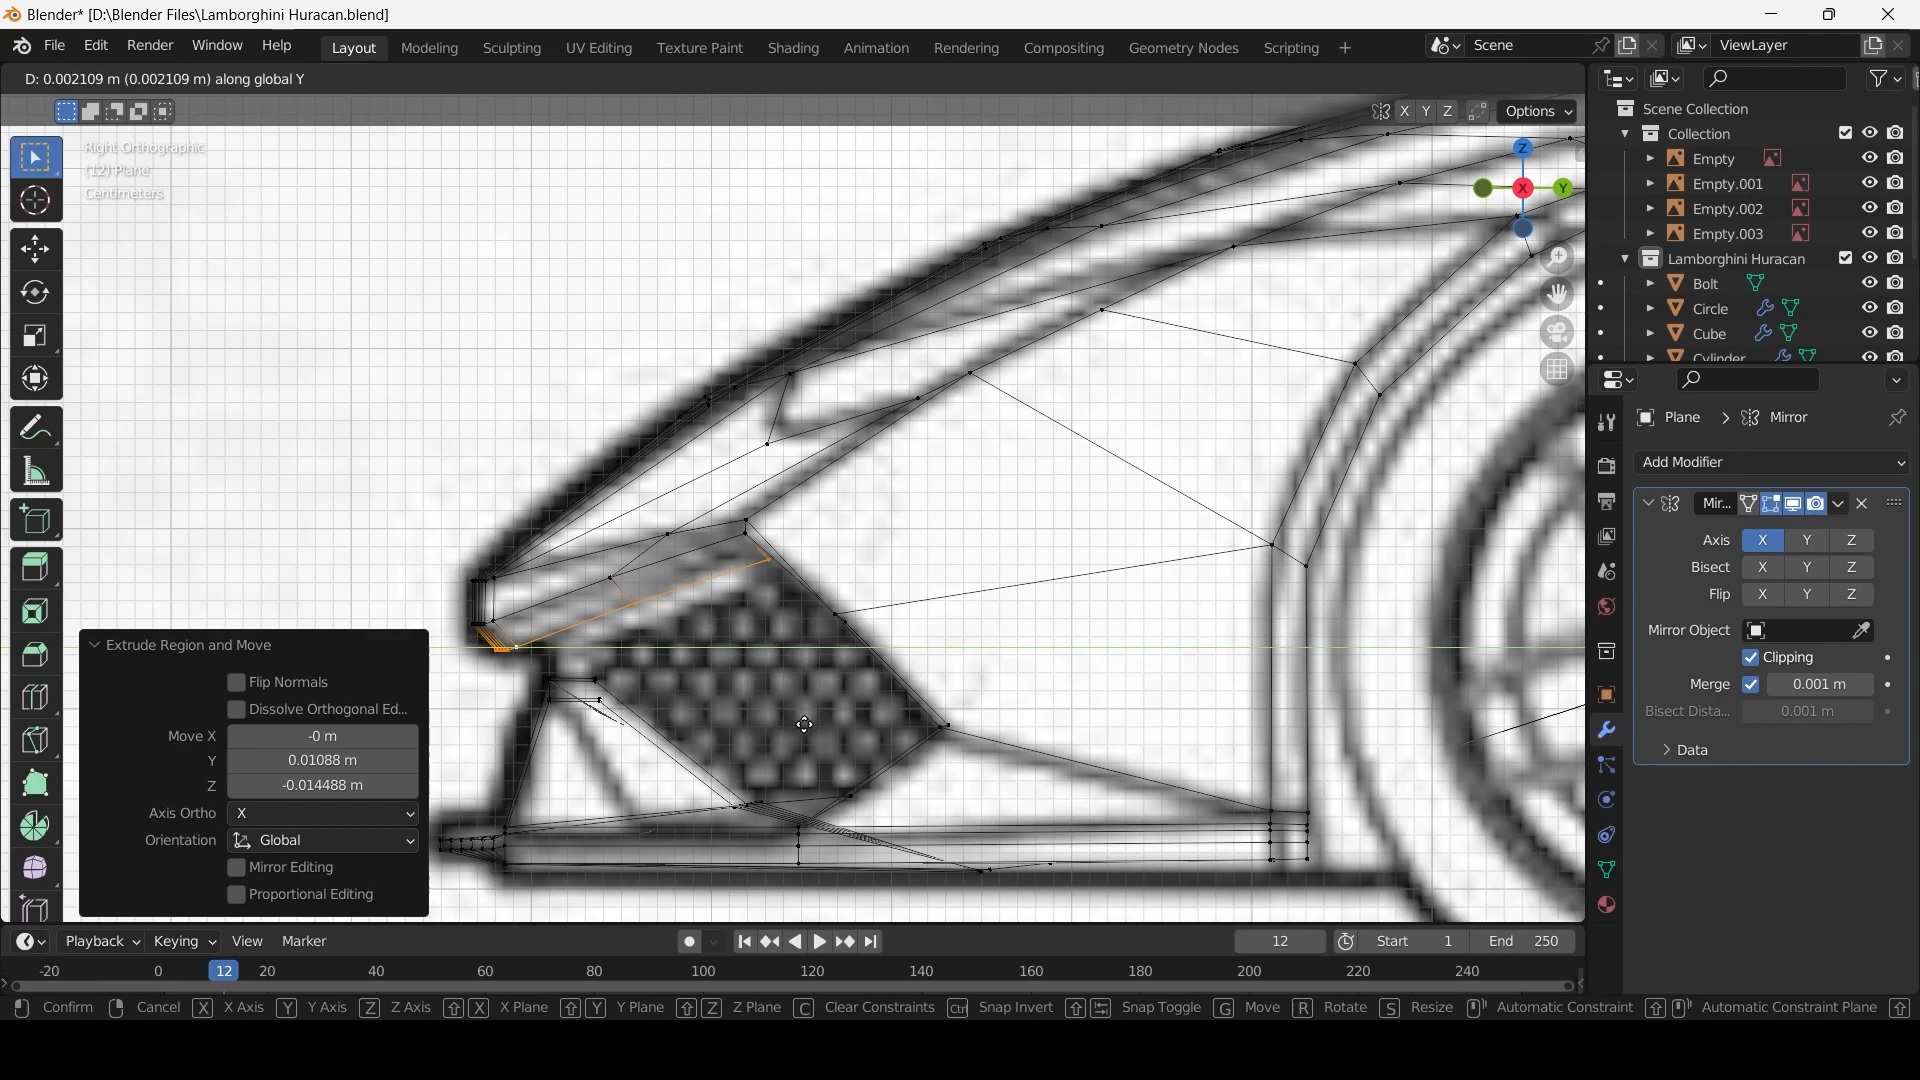 Blender* [D:\Blender Files\Lamborghini Huracan.blend]
File Edit Render Window Help Layout Modeling Sculpting UV Editing Texture Paint Shading Animation Rendering Compositing Geometry Nodes Scripting + Scene ViewLayer
D: 0.002109 m (0.002109 m) along global Y
X Y Z Options
Right Orthographic
(12) Plane
Centimeters
Z
X
Y
Scene Collection
Collection
Empty
Empty.001
Empty.002
Empty.003
Lamborghini Huracan
Bolt
Circle
Cube
Cylinder
Plane > Mirror
Add Modifier
Mir...
Axis X Y Z
Bisect X Y Z
Flip X Y Z
Mirror Object
Clipping
Merge 0.001 m
Bisect Dista... 0.001 m
Data
Extrude Region and Move
Flip Normals
Dissolve Orthogonal Ed...
Move X -0 m
Y 0.01088 m
Z -0.014488 m
Axis Ortho X
Orientation Global
Mirror Editing
Proportional Editing
Playback Keying View Marker 12 Start 1 End 250
-20 0 12 20 40 60 80 100 120 140 160 180 200 220 240
Confirm Cancel X X Axis Y Y Axis Z Z Axis X X Plane Y Y Plane Z Z Plane C Clear Constraints Ctrl Snap Invert Snap Toggle G Move R Rotate S Resize Automatic Constraint Automatic Constraint Plane